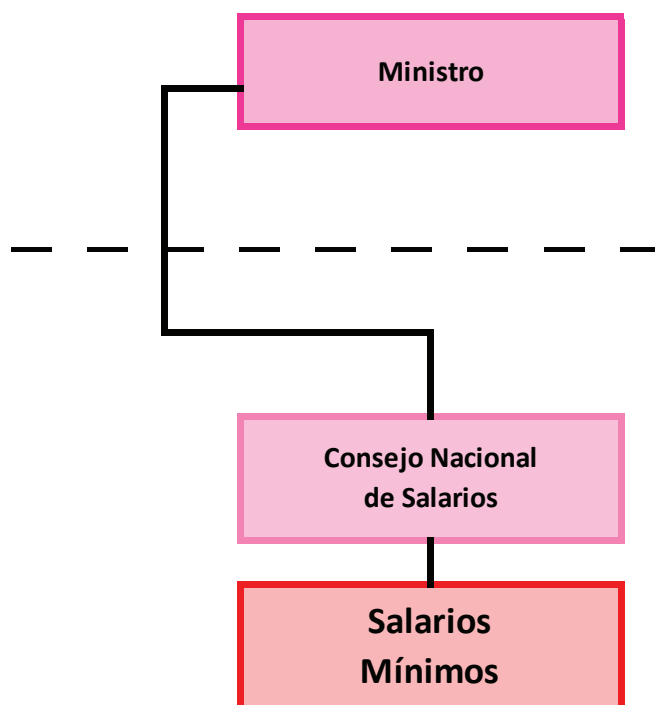 Ministro
Consejo Nacional
de Salarios
Salarios
Mínimos